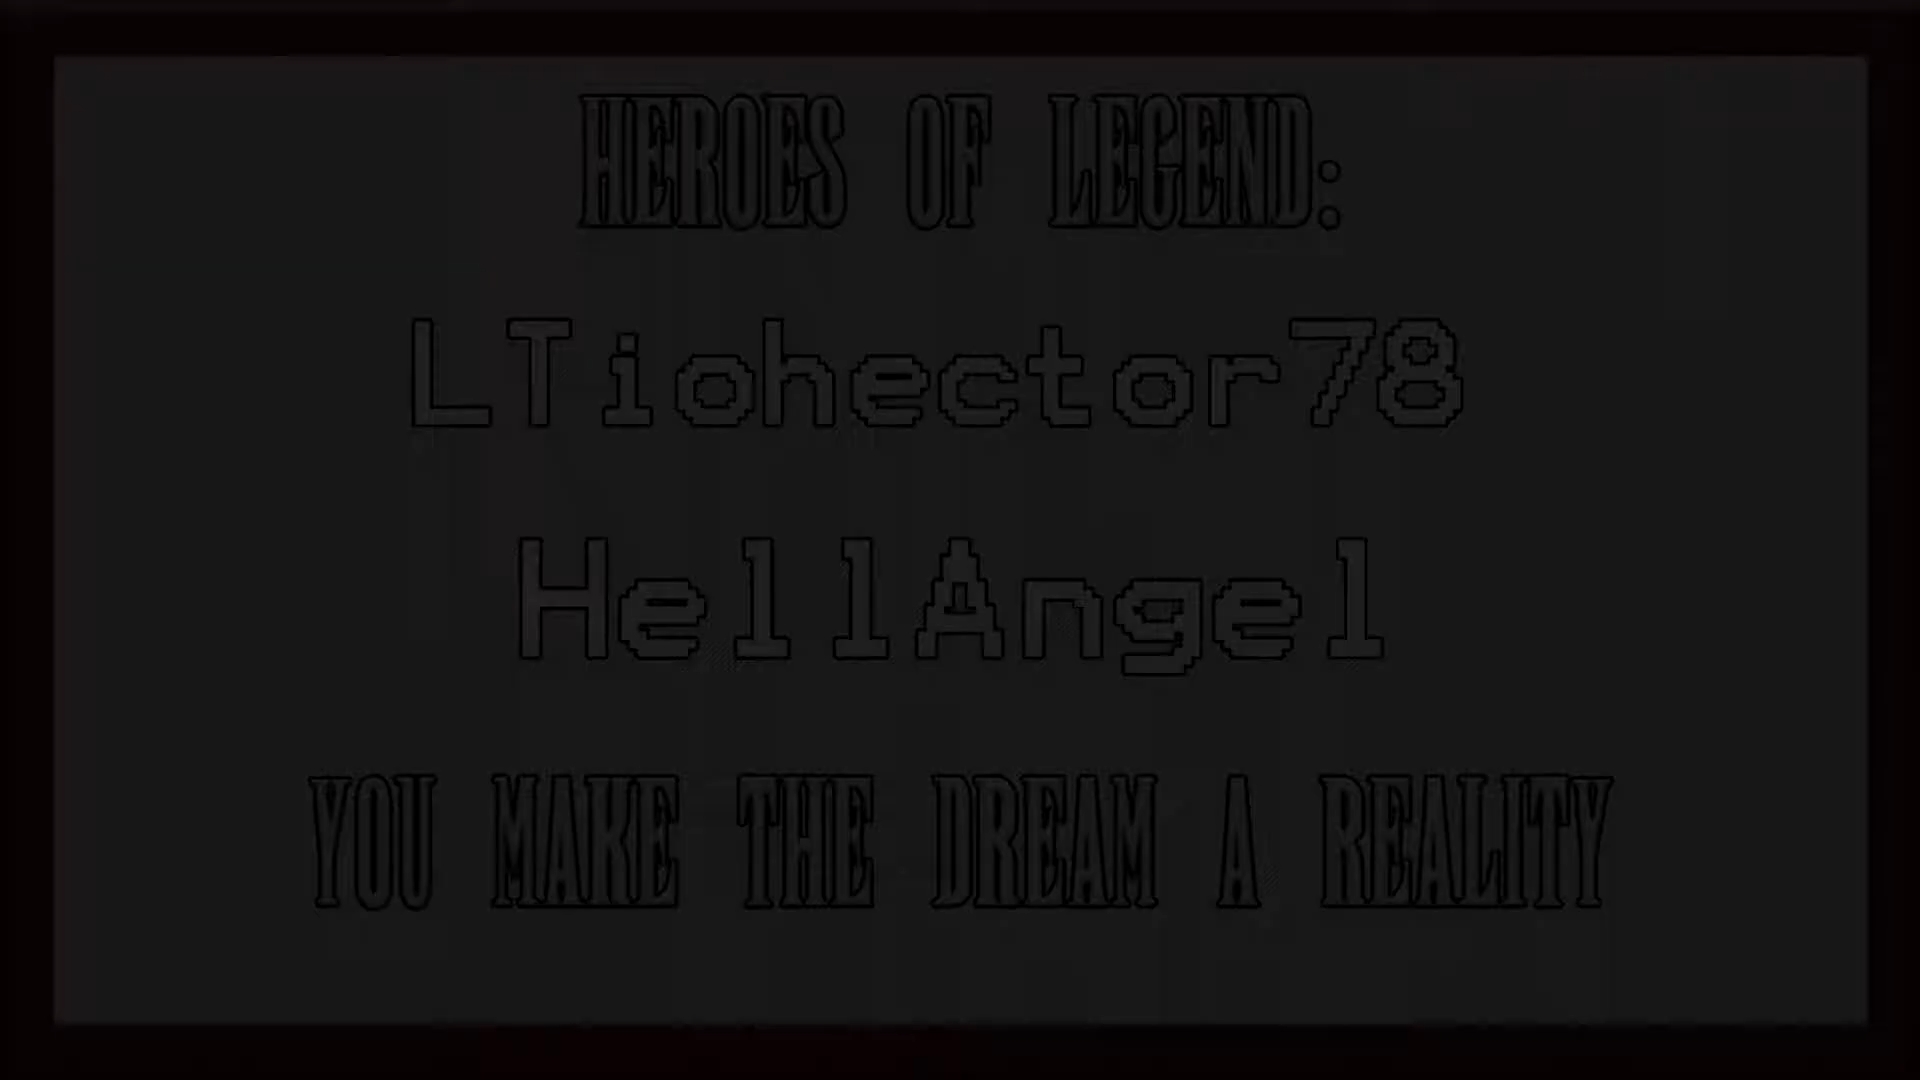 HEROES OF LEGEND:
LTiohector78
HellAngel
YOU MAKE THE DREAM A REALITY